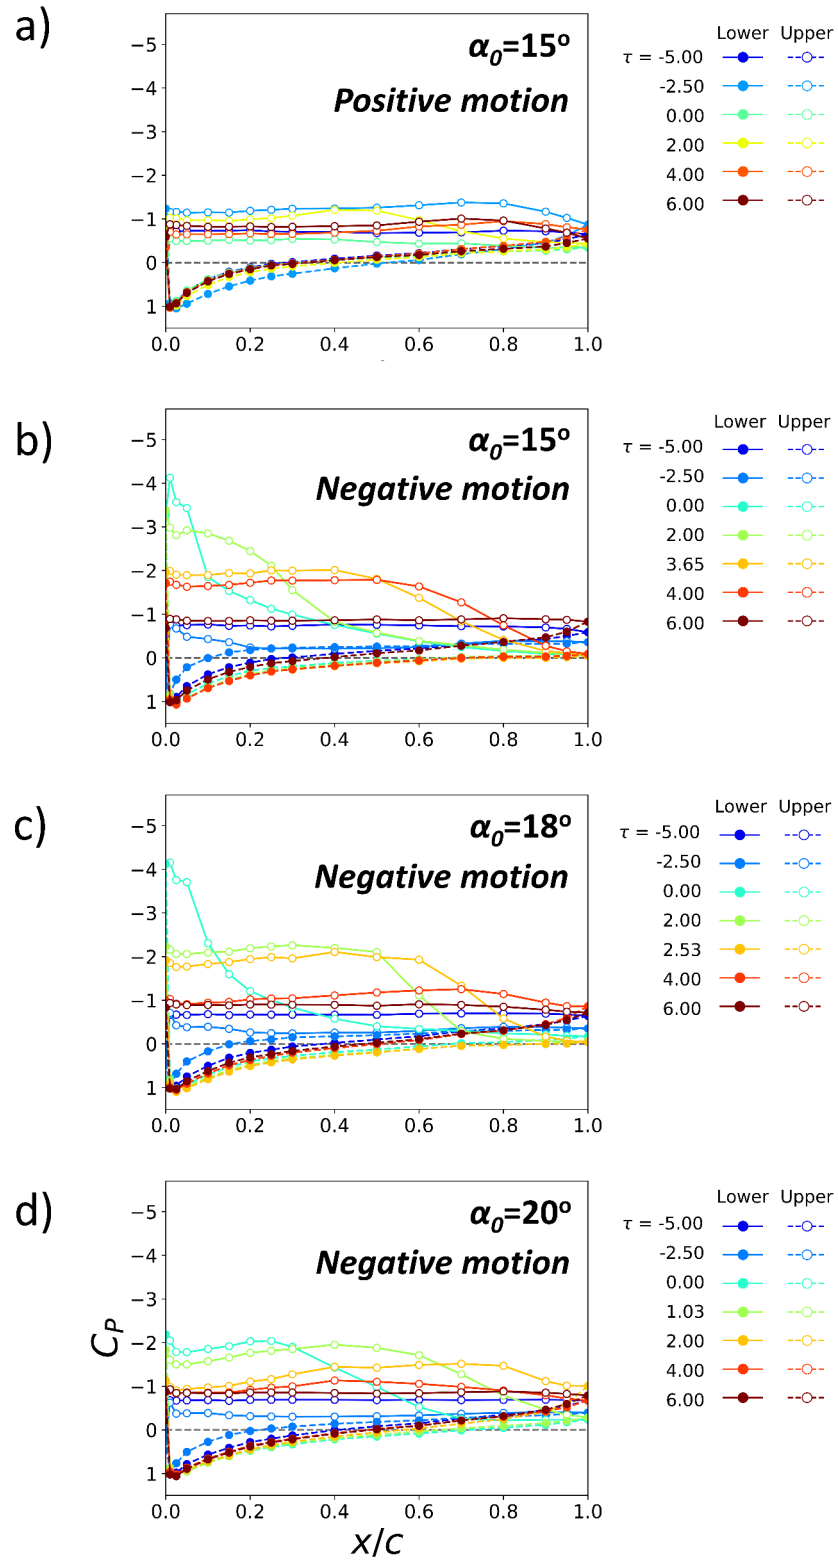 a)
α₀=15º
Positive motion
−5
−4
−3
−2
−1
0
1
0.0 0.2 0.4 0.6 0.8 1.0
Lower Upper
τ = -5.00
-2.50
0.00
2.00
4.00
6.00
b)
α₀=15º
Negative motion
−5
−4
−3
−2
−1
0
1
0.0 0.2 0.4 0.6 0.8 1.0
Lower Upper
τ = -5.00
-2.50
0.00
2.00
3.65
4.00
6.00
c)
α₀=18º
Negative motion
−5
−4
−3
−2
−1
0
1
0.0 0.2 0.4 0.6 0.8 1.0
Lower Upper
τ = -5.00
-2.50
0.00
2.00
2.53
4.00
6.00
d)
α₀=20º
Negative motion
−5
−4
−3
−2
−1
0
1
C_P
0.0 0.2 0.4 0.6 0.8 1.0
x/c
Lower Upper
τ = -5.00
-2.50
0.00
1.03
2.00
4.00
6.00